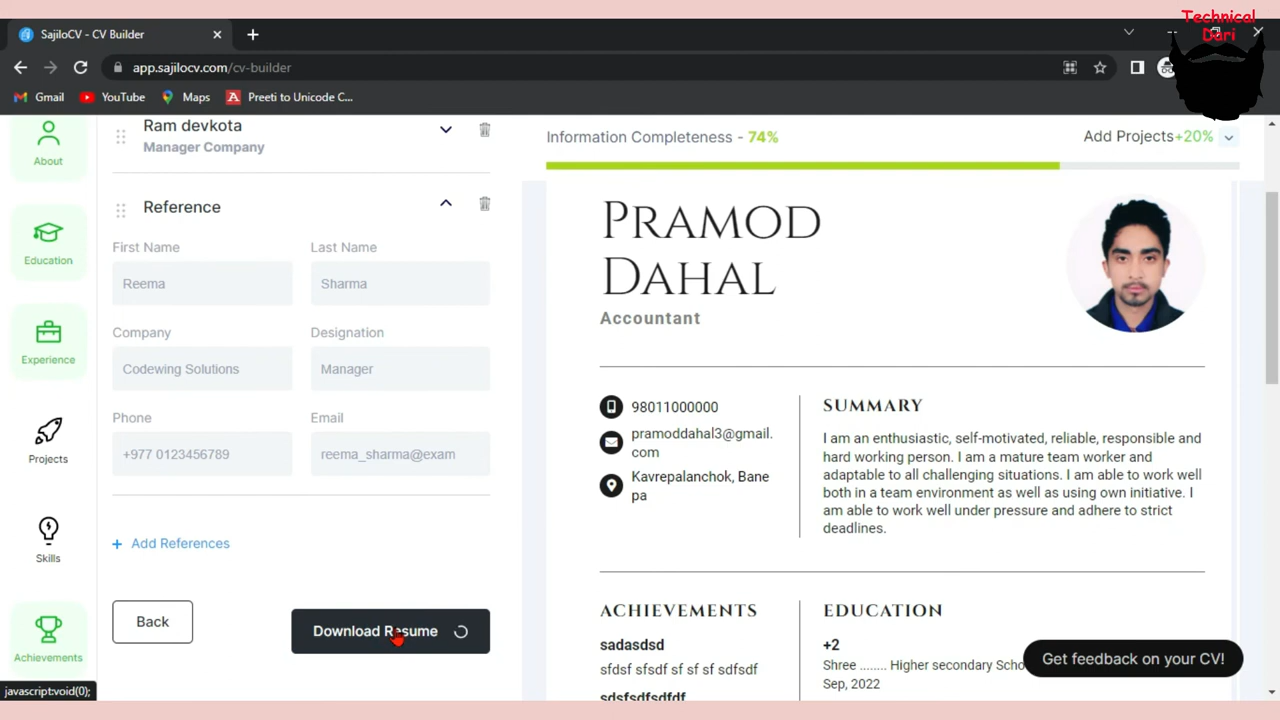 Technical
Dari
SajiloCV - CV Builder
app.sajilocv.com/cv-builder
Gmail
YouTube
Maps
Preeti to Unicode C...
About
Education
Experience
Projects
Skills
Achievements
Ram devkota
Manager Company
Reference
First Name
Last Name
Reema
Sharma
Company
Designation
Codewing Solutions
Manager
Phone
Email
+977 0123456789
reema_sharma@exam
+ Add References
Back
Download Resume
javascript:void(0);
Information Completeness - 74%
Add Projects+20%
PRAMOD
DAHAL
Accountant
98011000000
pramoddahal3@gmail.
com
Kavrepalanchok, Bane
pa
SUMMARY
I am an enthusiastic, self-motivated, reliable, responsible and
hard working person. I am a mature team worker and
adaptable to all challenging situations. I am able to work well
both in a team environment as well as using own initiative. I
am able to work well under pressure and adhere to strict
deadlines.
ACHIEVEMENTS
sadasdsd
sfdsf sfsdf sf sf sf sdfsdf
sdsfsdfsdfdf
EDUCATION
+2
Shree ........ Higher secondary
Sep, 2022
Get feedback on your CV!